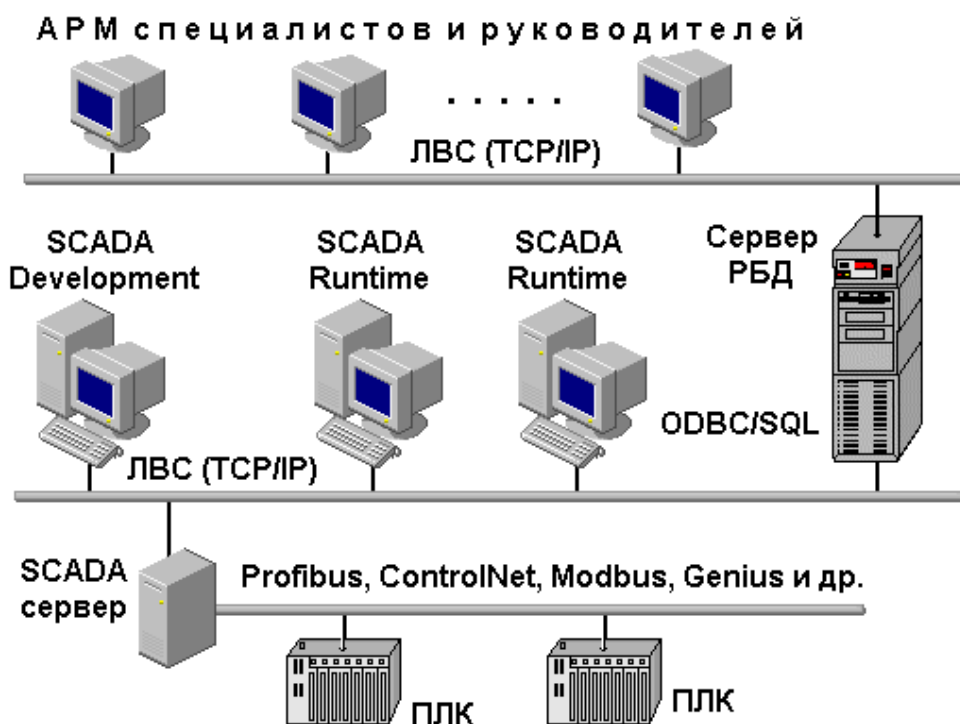 АРМ специалистов и руководителей
. . . . .
ЛВС (TCP/IP)
SCADA
Development
SCADA
Runtime
SCADA
Runtime
Сервер
РБД
ODBC/SQL
ЛВС (TCP/IP)
SCADA
сервер
Profibus, ControlNet, Modbus, Genius и др.
ПЛК
ПЛК